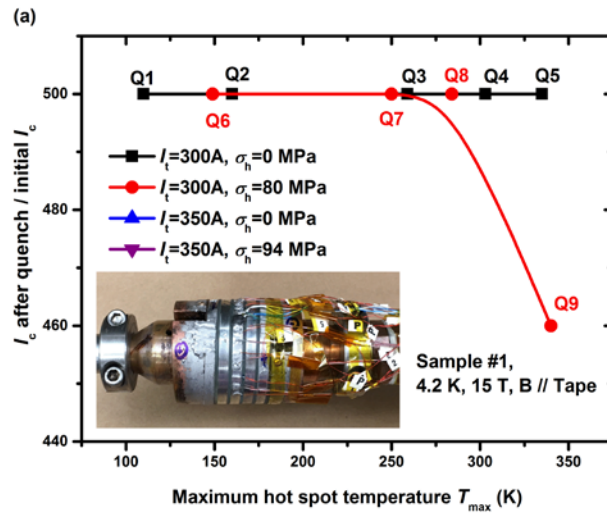 (a)
500
480
460
440
Q1
Q2
Q3
Q8
Q4
Q5
Q6
Q7
Q9
I_t=300A, σ_h=0 MPa
I_t=300A, σ_h=80 MPa
I_t=350A, σ_h=0 MPa
I_t=350A, σ_h=94 MPa
P
P
Sample #1,
4.2 K, 15 T, B // Tape
100
150
200
250
300
350
Maximum hot spot temperature T_max (K)
I_c after quench / initial I_c